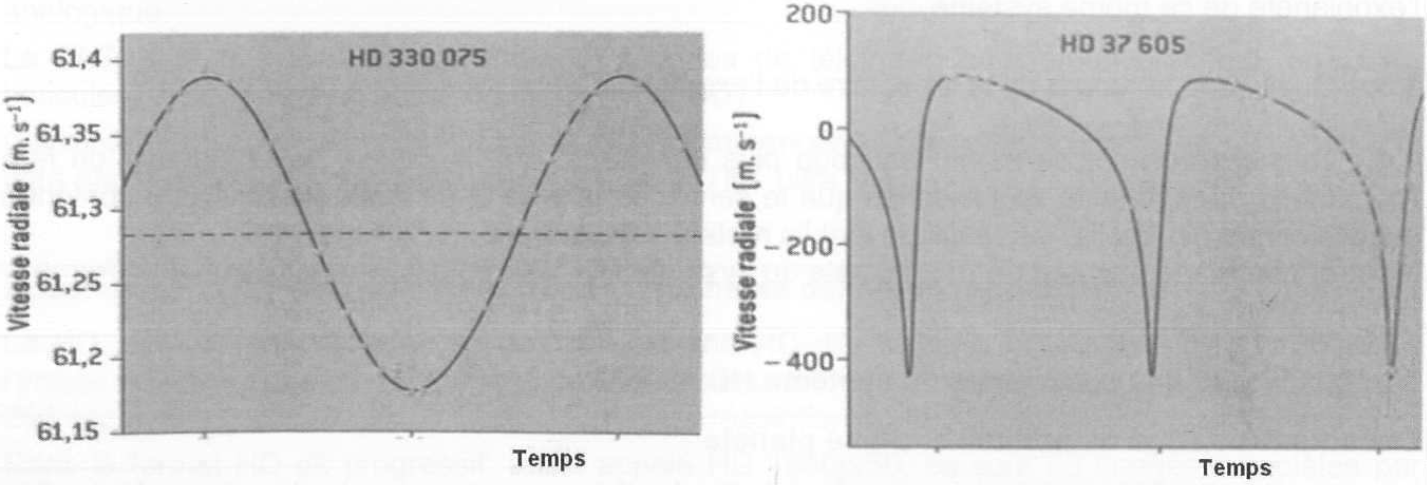 HD 330 075
Vitesse radiale (m.s⁻¹)
61,4
61,35
61,3
61,25
61,2
61,15
Temps
HD 37 605
Vitesse radiale (m.s⁻¹)
200
0
-200
-400
Temps